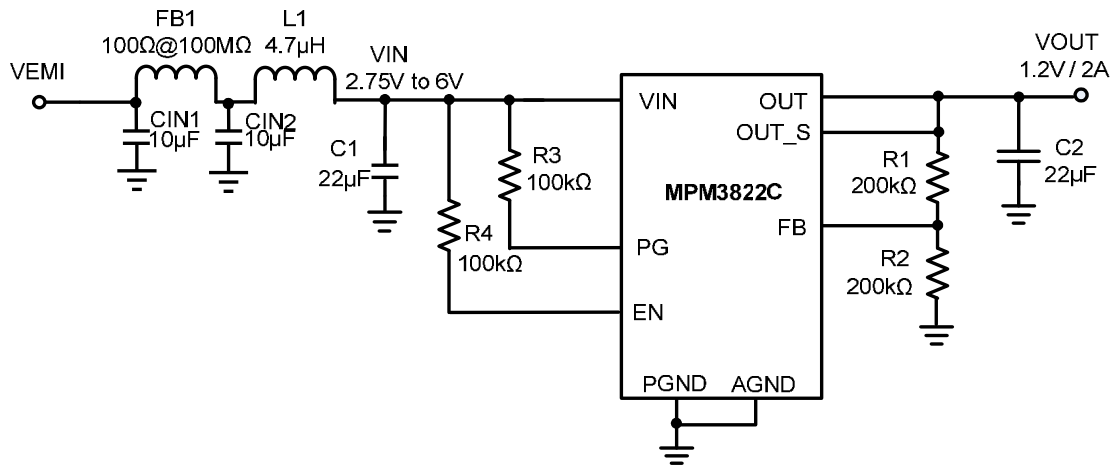 FB1
100Ω@100MΩ
L1
4.7µH
VEMI
VIN
2.75V to 6V
CIN1
10µF
CIN2
10µF
C1
22µF
R3
100kΩ
R4
100kΩ
VIN
OUT
OUT_S
MPM3822C
FB
PG
EN
PGND
AGND
R1
200kΩ
R2
200kΩ
C2
22µF
VOUT
1.2V / 2A